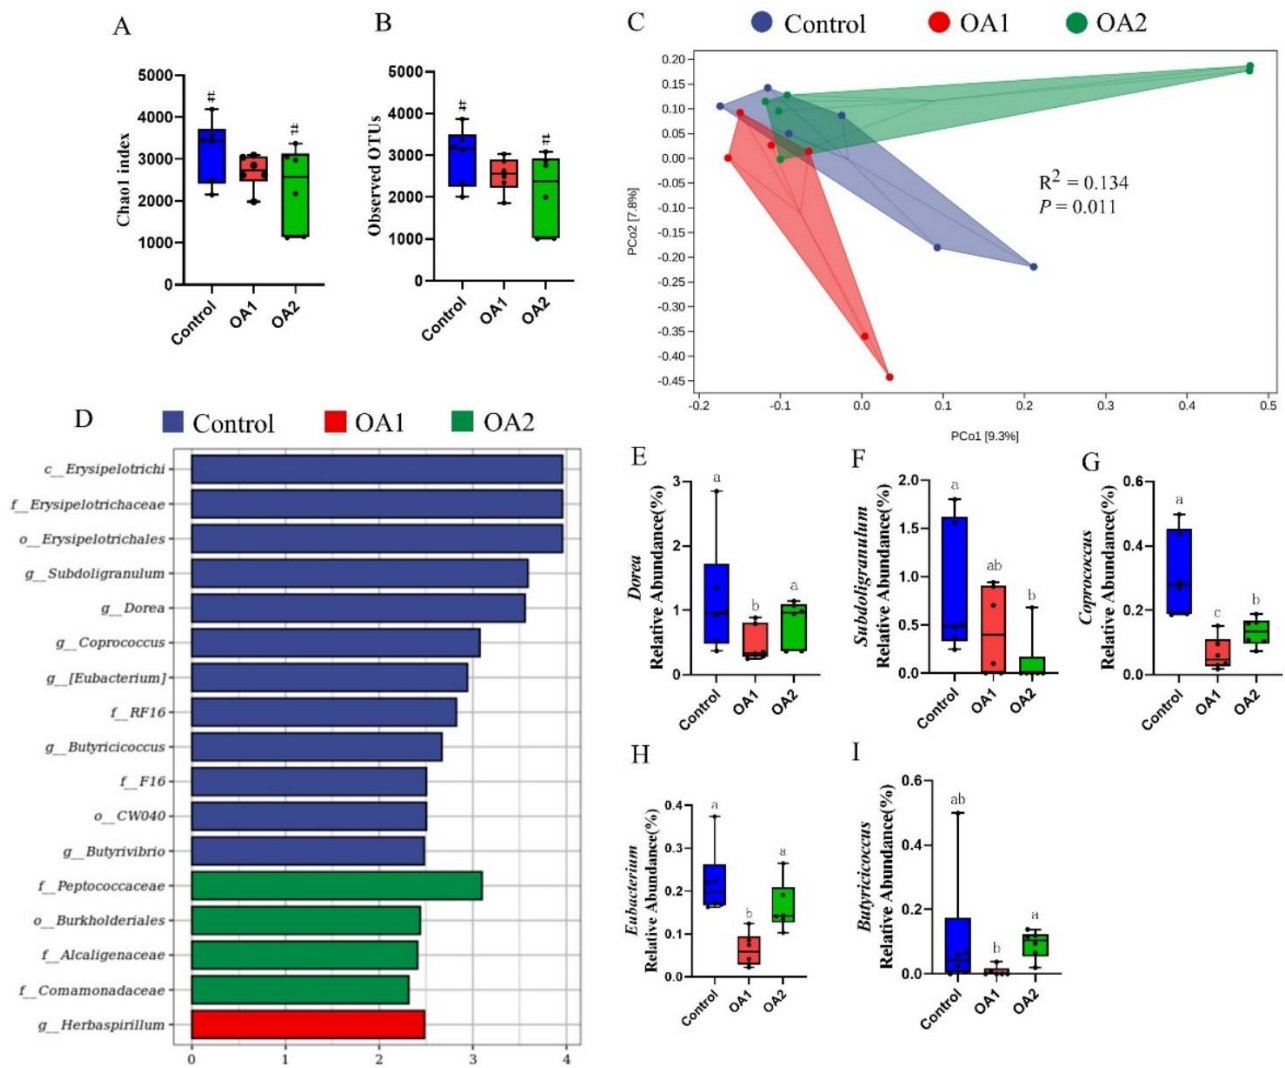 A
Chao1 index
5000
4000
3000
2000
1000
0
#
#
Control
OA1
OA2
B
Observed OTUs
5000
4000
3000
2000
1000
0
#
#
Control
OA1
OA2
C
Control
OA1
OA2
PCo2 [7.8%]
0.20
0.15
0.10
0.05
0.00
-0.05
-0.10
-0.15
-0.20
-0.25
-0.30
-0.35
-0.40
-0.45
R² = 0.134
P = 0.011
-0.2
-0.1
0.0
0.1
0.2
0.3
0.4
0.5
PCo1 [9.3%]
D
Control
OA1
OA2
c__Erysipelotrichi
f__Erysipelotrichaceae
o__Erysipelotrichales
g__Subdoligranulum
g__Dorea
g__Coprococcus
g__[Eubacterium]
f__RF16
g__Butyricicoccus
f__F16
o__CW040
g__Butyrivibrio
f__Peptococcaceae
o__Burkholderiales
f__Alcaligenaceae
f__Comamonadaceae
g__Herbaspirillum
0
1
2
3
4
E
Dorea
Relative Abundance(%)
3
2
1
0
a
b
a
Control
OA1
OA2
F
Subdoligranulum
Relative Abundance(%)
2.0
1.5
1.0
0.5
0.0
a
ab
b
Control
OA1
OA2
G
Coprococcus
Relative Abundance(%)
0.6
0.4
0.2
0.0
a
c
b
Control
OA1
OA2
H
Eubacterium
Relative Abundance(%)
0.4
0.3
0.2
0.1
0.0
a
b
a
Control
OA1
OA2
I
Butyricicoccus
Relative Abundance(%)
0.6
0.4
0.2
0.0
ab
b
a
Control
OA1
OA2